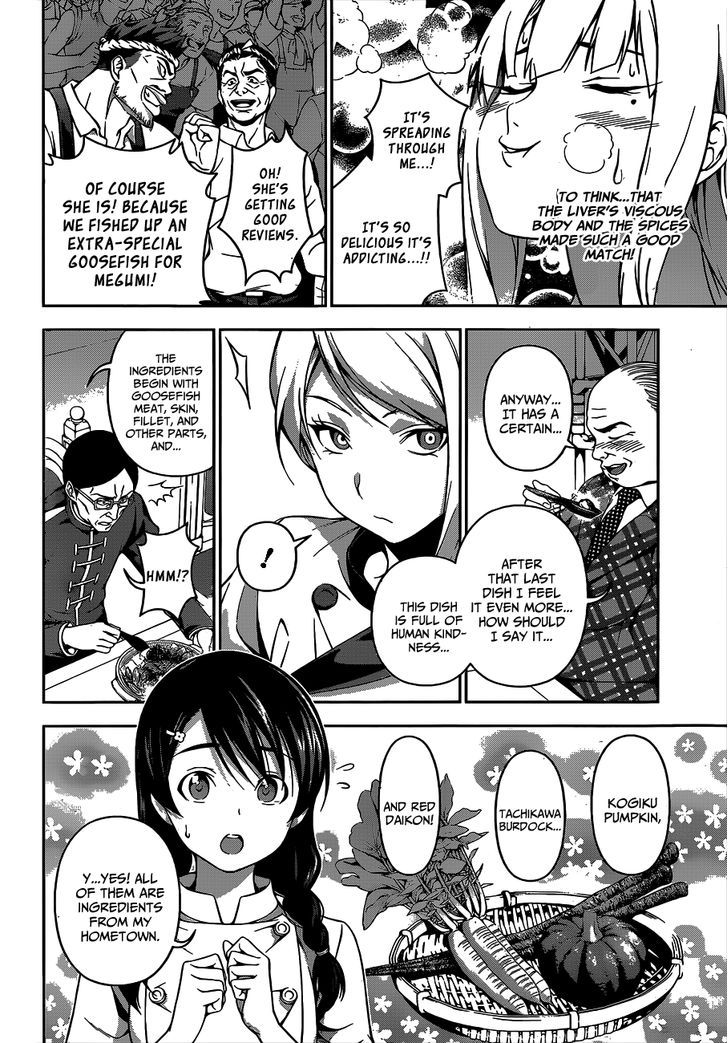 IT'S
SPREADING
THROUGH
ME...!
IT'S SO
DELICIOUS IT'S
ADDICTING...!!
TO THINK...THAT
THE LIVER'S VISCOUS
BODY AND THE SPICES
MADE SUCH A GOOD
MATCH!
OH!
SHE'S
GETTING
GOOD
REVIEWS.
OF COURSE
SHE IS! BECAUSE
WE FISHED UP AN
EXTRA-SPECIAL
GOOSEFISH FOR
MEGUMI!
ANYWAY...
IT HAS A
CERTAIN...
AFTER
THAT LAST
DISH I FEEL
IT EVEN MORE...
HOW SHOULD
I SAY IT...
THIS DISH
IS FULL OF
HUMAN KIND-
NESS...
!
THE
INGREDIENTS
BEGIN WITH
GOOSEFISH
MEAT, SKIN,
FILLET, AND
OTHER PARTS,
AND...
HMM!?
KOGIKU
PUMPKIN,
TACHIKAWA
BURDOCK...
AND RED
DAIKON!
Y...YES! ALL
OF THEM ARE
INGREDIENTS
FROM MY
HOMETOWN.